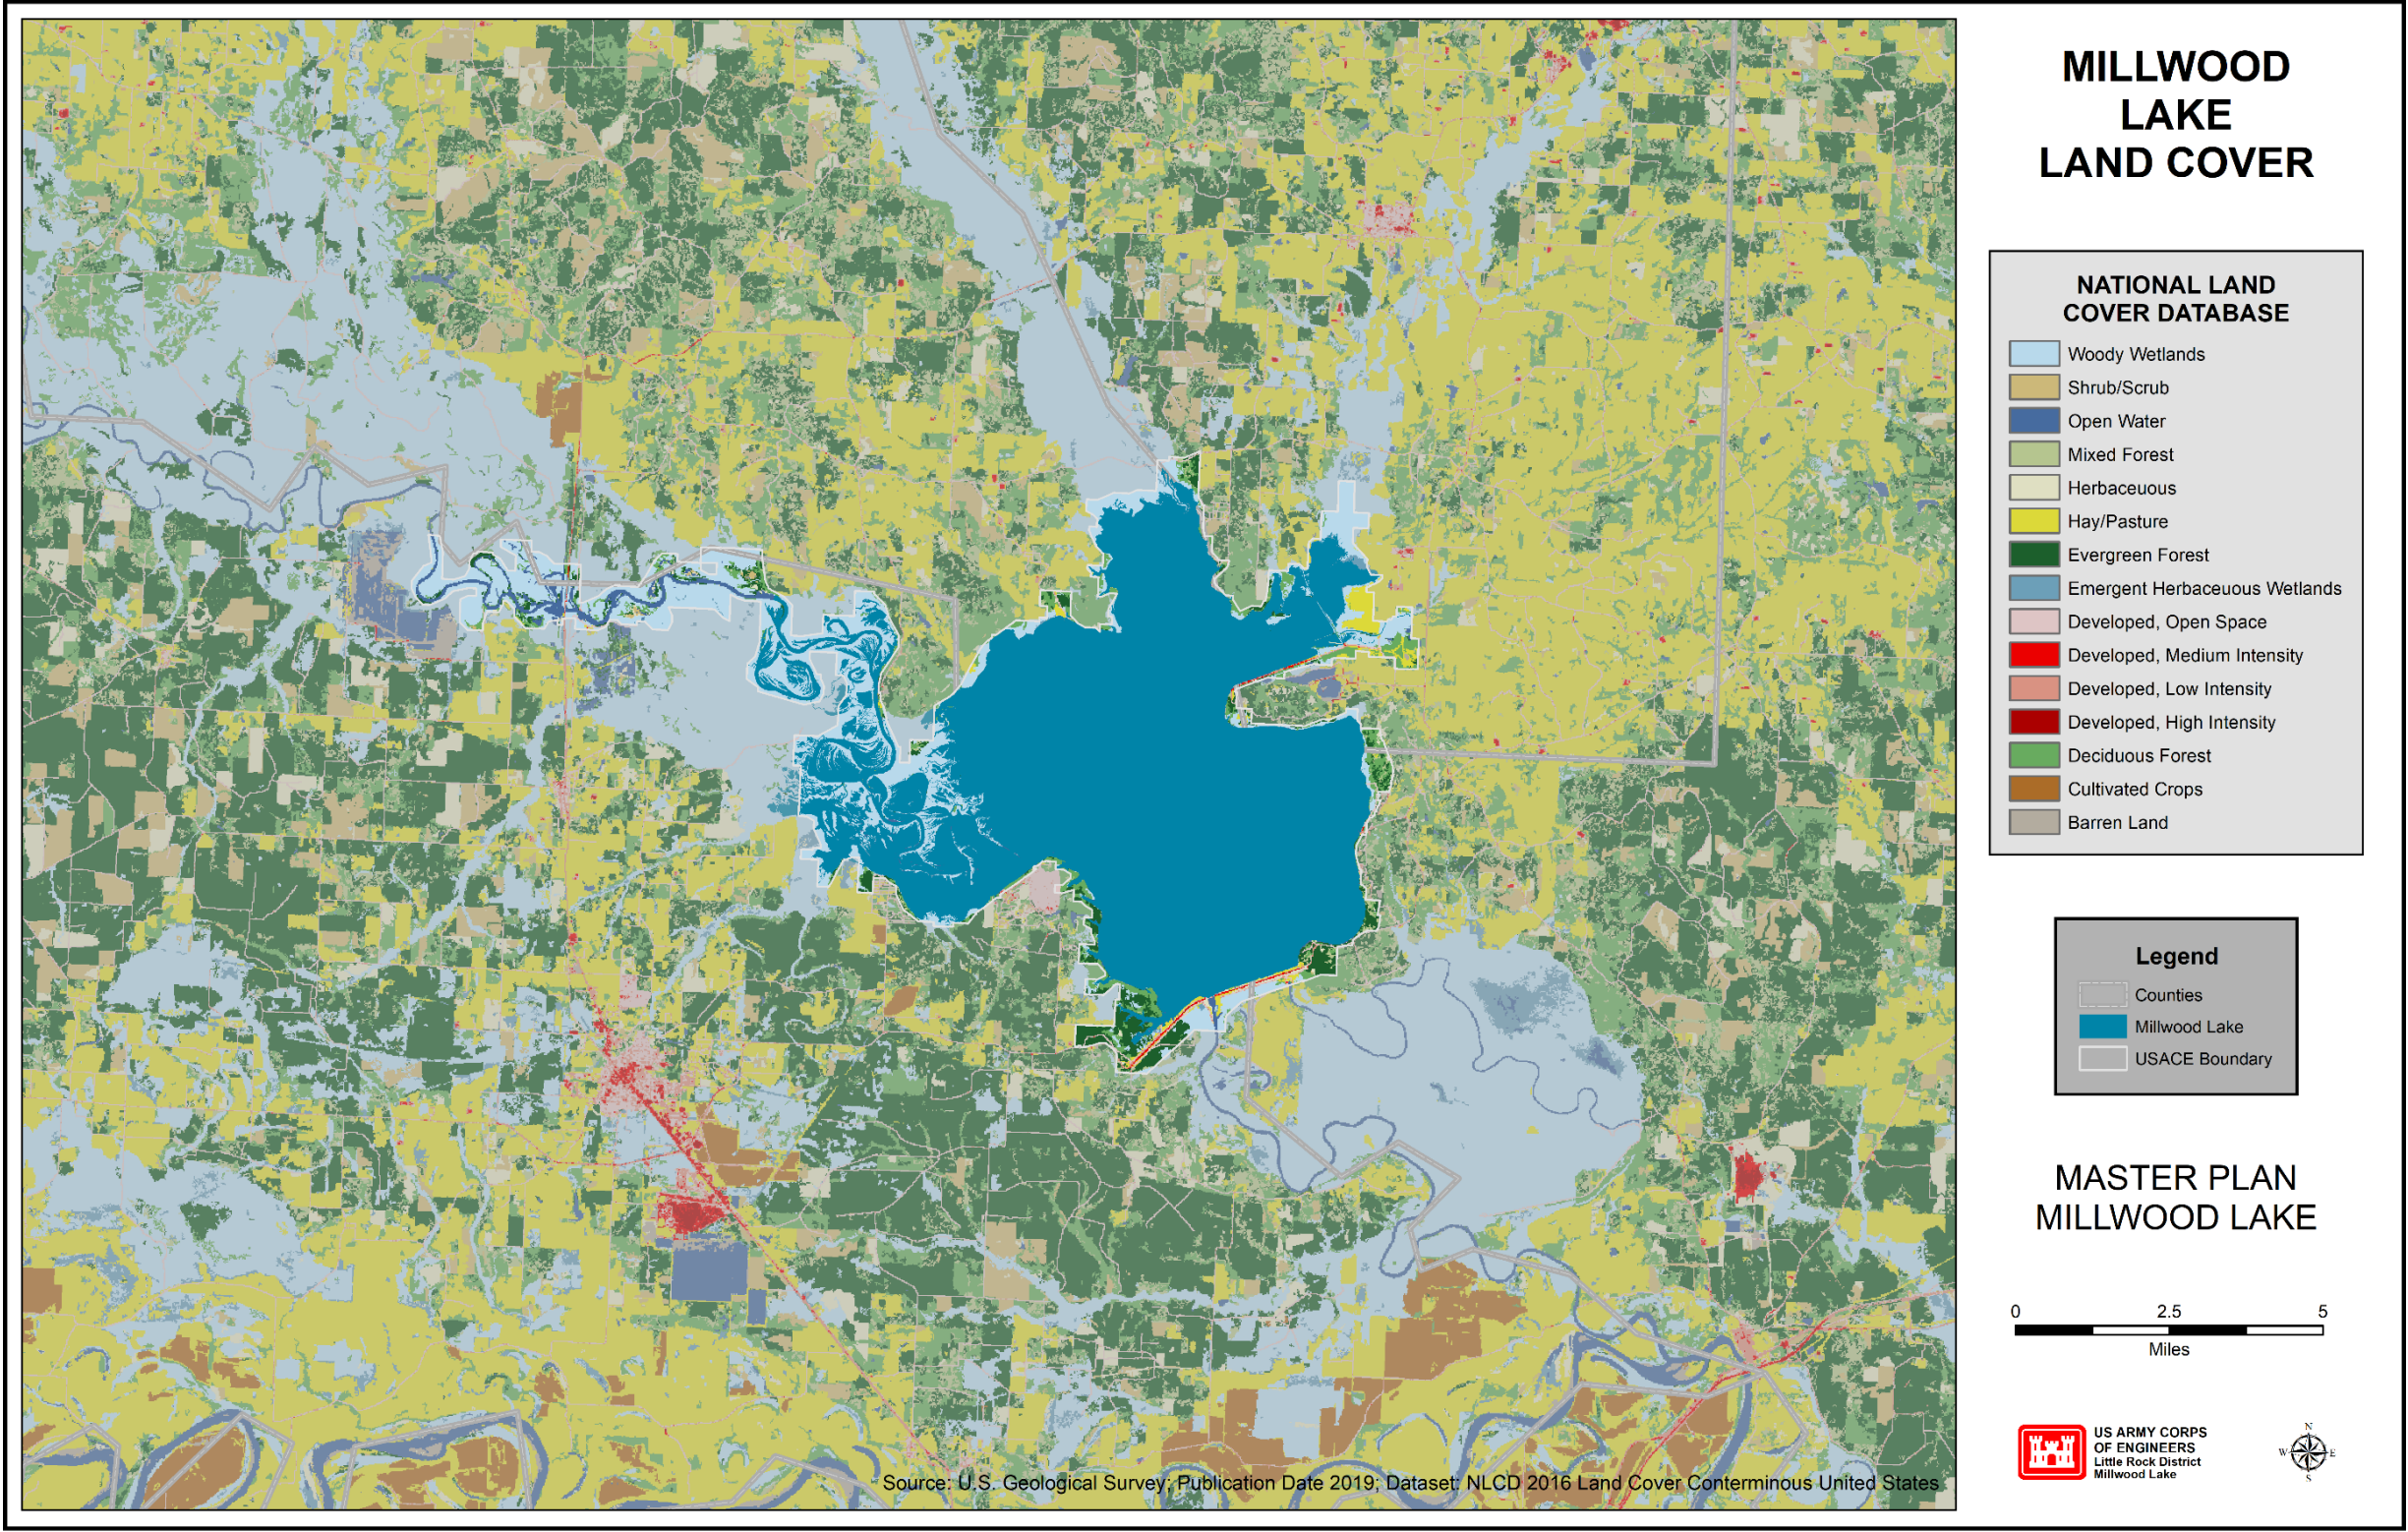 MILLWOOD
LAKE
LAND COVER
NATIONAL LAND
COVER DATABASE
Woody Wetlands
Shrub/Scrub
Open Water
Mixed Forest
Herbaceuous
Hay/Pasture
Evergreen Forest
Emergent Herbaceuous Wetlands
Developed, Open Space
Developed, Medium Intensity
Developed, Low Intensity
Developed, High Intensity
Deciduous Forest
Cultivated Crops
Barren Land
Legend
Counties
Millwood Lake
USACE Boundary
MASTER PLAN
MILLWOOD LAKE
0 2.5 5
Miles
US ARMY CORPS
OF ENGINEERS
Little Rock District
Millwood Lake
N
W E
S
Source: U.S. Geological Survey; Publication Date 2019; Dataset: NLCD 2016 Land Cover Conterminous United States